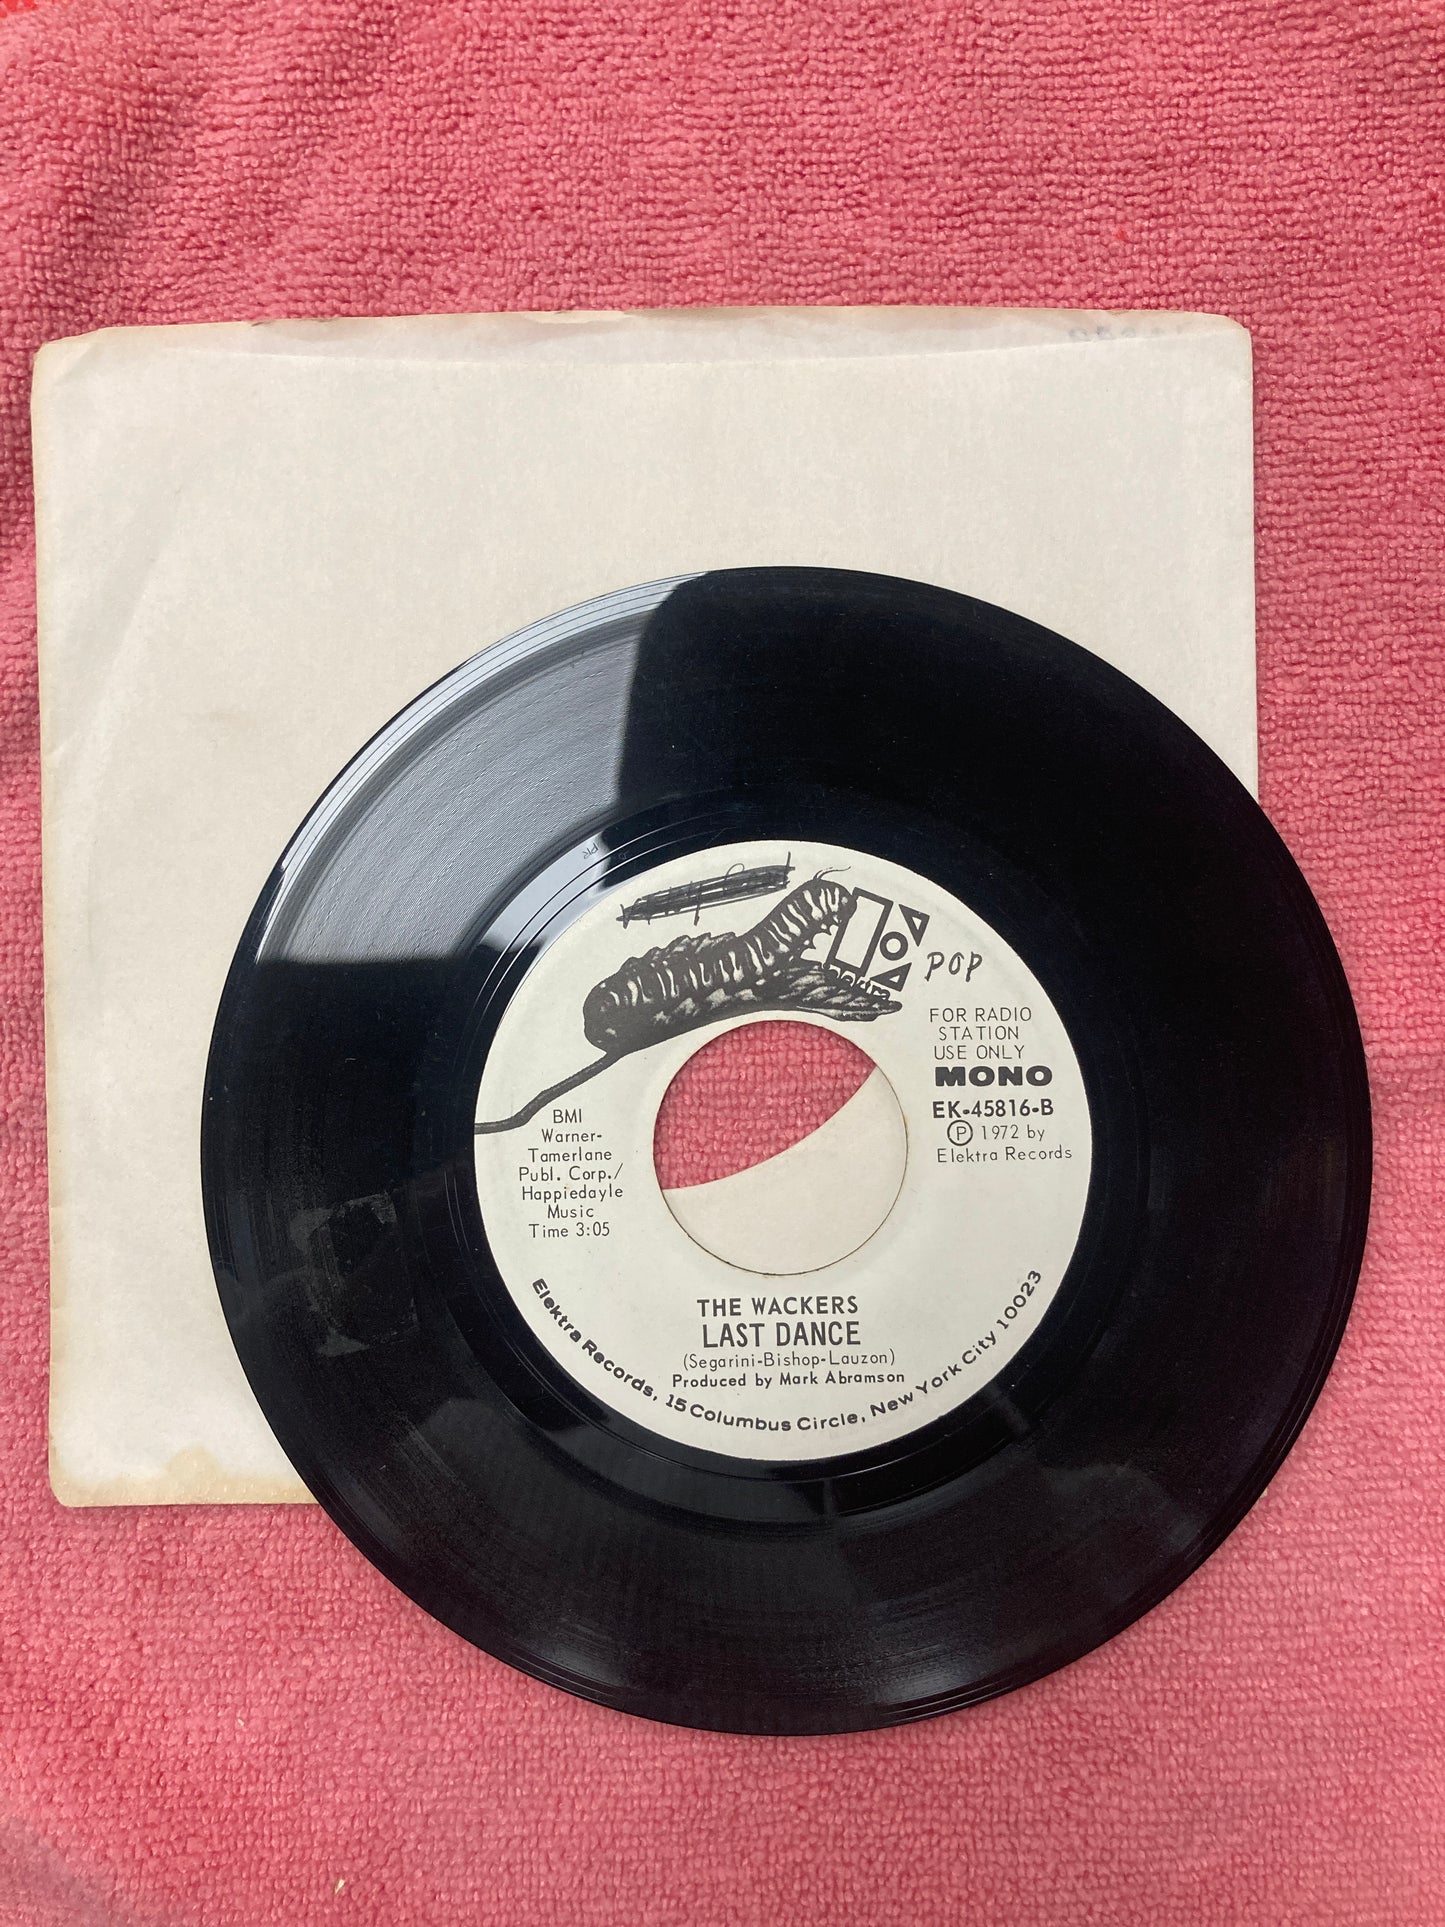 POP
FOR RADIO
STATION
USE ONLY
MONO
EK-45816-B
Ⓟ 1972 by
Elektra Records
BMI
Warner-
Tamerlane
Publ. Corp./
Happiedayle
Music
Time 3:05
THE WACKERS
LAST DANCE
(Segarini-Bishop-Lauzon)
Produced by Mark Abramson
Elektra Records, 15 Columbus Circle, New York City 10023